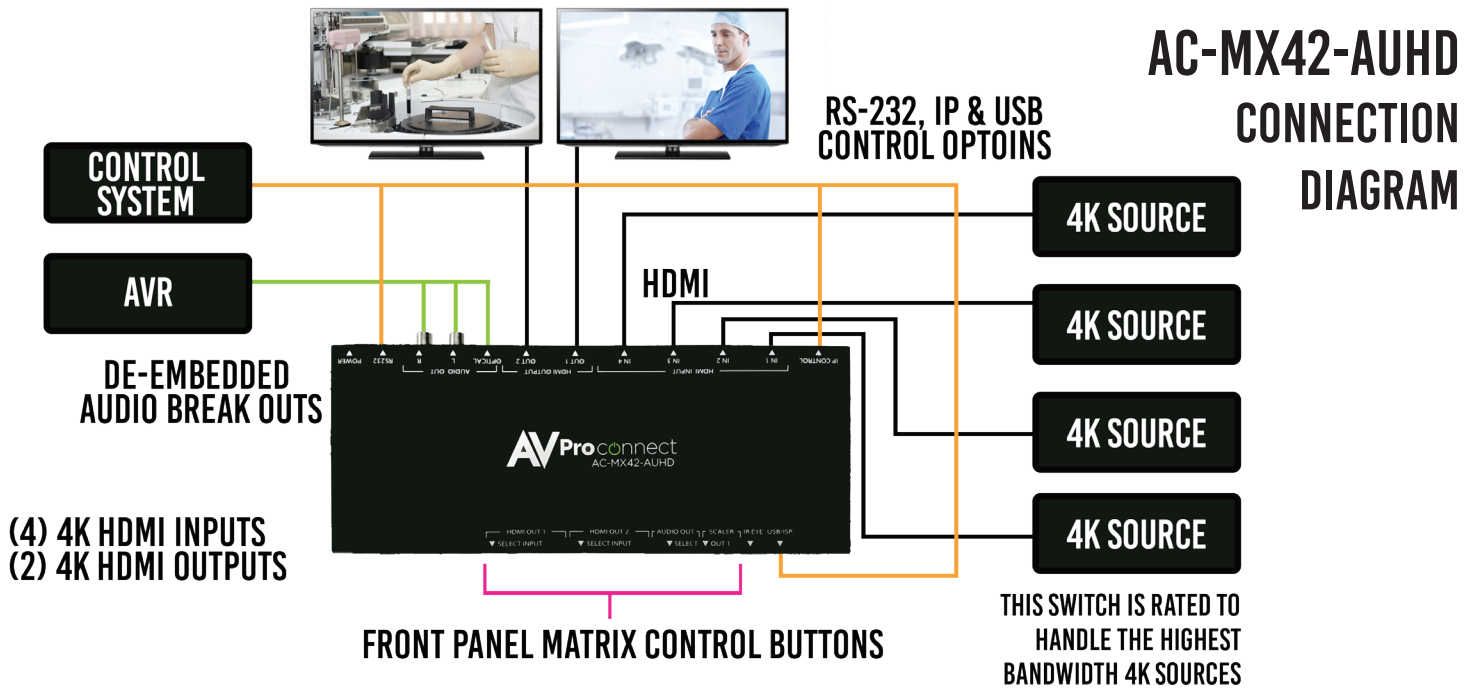 AC-MX42-AUHD
CONNECTION
DIAGRAM
RS-232, IP & USB
CONTROL OPTOINS
CONTROL
SYSTEM
AVR
DE-EMBEDDED
AUDIO BREAK OUTS
HDMI
4K SOURCE
4K SOURCE
4K SOURCE
4K SOURCE
POWER
RS232
R
L
OPTICAL
AUDIO OUT
OUT 2
OUT 1
HDMI OUTPUT
IN 4
IN 3
IN 2
IN 1
HDMI INPUT
IP CONTROL
AVProconnect
AC-MX42-AUHD
HDMI OUT 1 HDMI OUT 2 AUDIO OUT SCALER IR EYE USB/ISP
▼ SELECT INPUT ▼ SELECT INPUT ▼ SELECT ▼ OUT 1 ▼ ▼
(4) 4K HDMI INPUTS
(2) 4K HDMI OUTPUTS
FRONT PANEL MATRIX CONTROL BUTTONS
THIS SWITCH IS RATED TO
HANDLE THE HIGHEST
BANDWIDTH 4K SOURCES